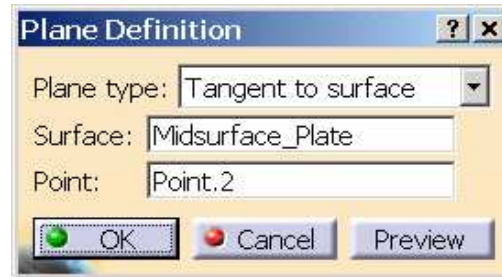 Plane Definition ? x
Plane type: Tangent to surface
Surface: Midsurface_Plate
Point: Point.2
OK Cancel Preview